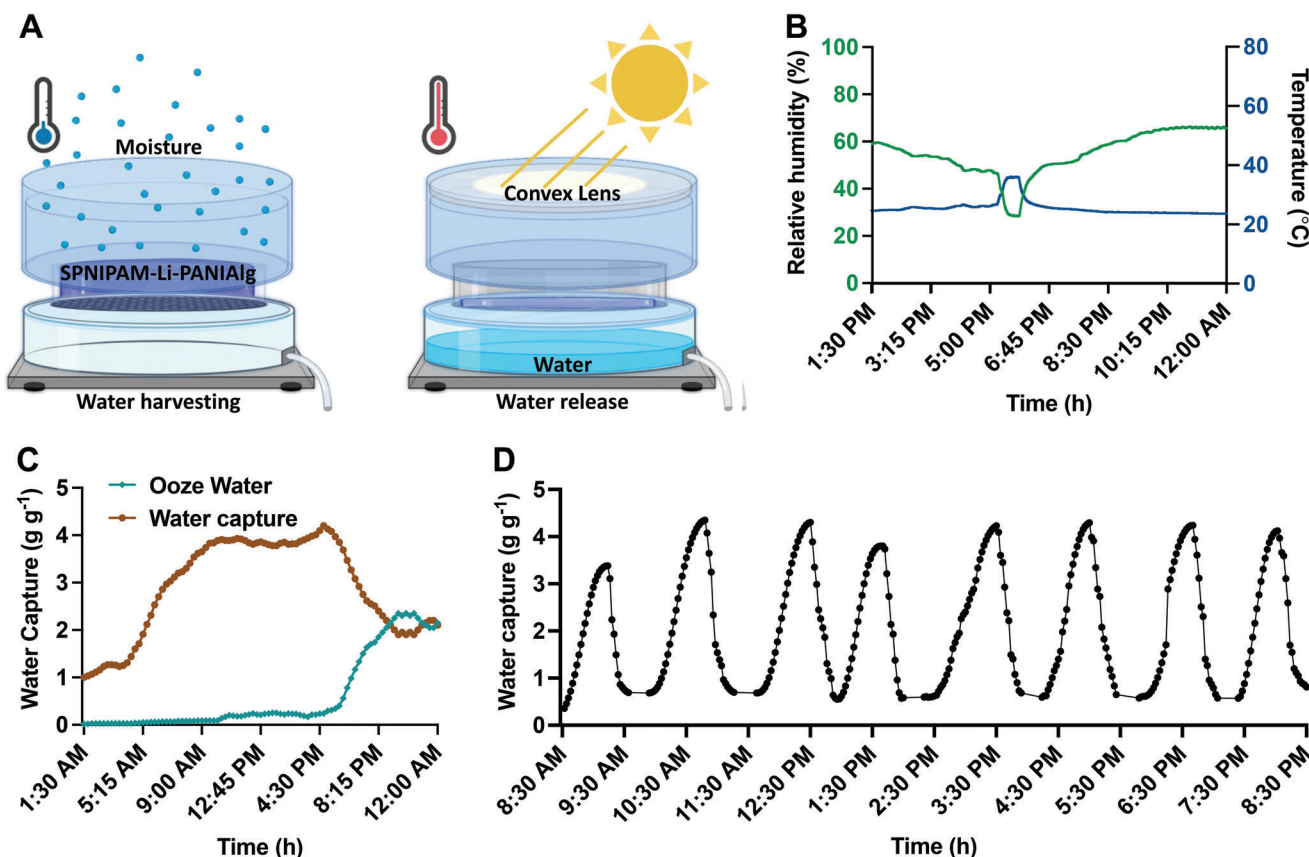 A
Moisture
SPNIPAM-Li-PANIAlg
Water harvesting
Convex Lens
Water
Water release
B
Relative humidity (%)
100
80
60
40
20
0
Temperature (°C)
80
60
40
20
0
1:30 PM
3:15 PM
5:00 PM
6:45 PM
8:30 PM
10:15 PM
12:00 AM
Time (h)
C
Ooze Water
Water capture
Water Capture (g g⁻¹)
5
4
3
2
1
0
1:30 AM
5:15 AM
9:00 AM
12:45 PM
4:30 PM
8:15 PM
12:00 AM
Time (h)
D
Water capture (g g⁻¹)
5
4
3
2
1
0
8:30 AM
9:30 AM
10:30 AM
11:30 AM
12:30 PM
1:30 PM
2:30 PM
3:30 PM
4:30 PM
5:30 PM
6:30 PM
7:30 PM
8:30 PM
Time (h)